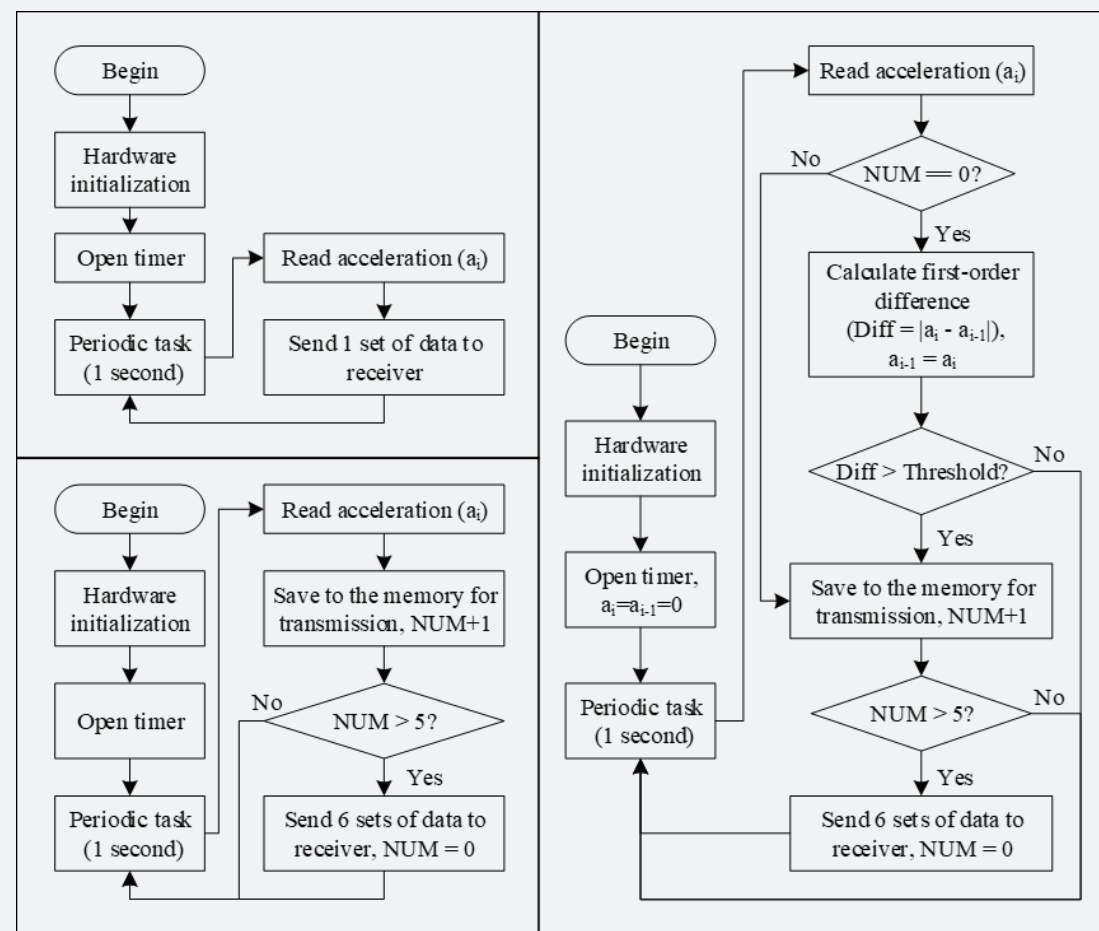 Begin
Hardware
initialization
Open timer
Periodic task
(1 second)
Read acceleration (aᵢ)
Send 1 set of data to
receiver
Begin
Hardware
initialization
Open timer
Periodic task
(1 second)
Read acceleration (aᵢ)
Save to the memory for
transmission, NUM+1
NUM > 5?
No
Yes
Send 6 sets of data to
receiver, NUM = 0
Begin
Hardware
initialization
Open timer,
aᵢ=aᵢ₋₁=0
Periodic task
(1 second)
Read acceleration (aᵢ)
NUM == 0?
No
Yes
Calculate first-order
difference
(Diff = |aᵢ - aᵢ₋₁|),
aᵢ₋₁ = aᵢ
Diff > Threshold?
No
Yes
Save to the memory for
transmission, NUM+1
NUM > 5?
No
Yes
Send 6 sets of data to
receiver, NUM = 0